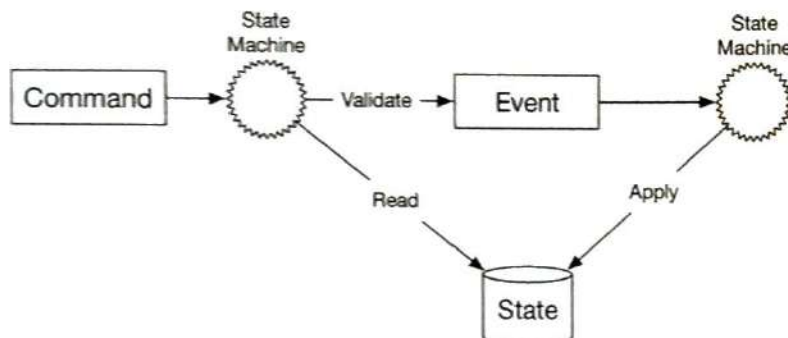 State
Machine
State
Machine
Command
Validate
Event
Read
Apply
State